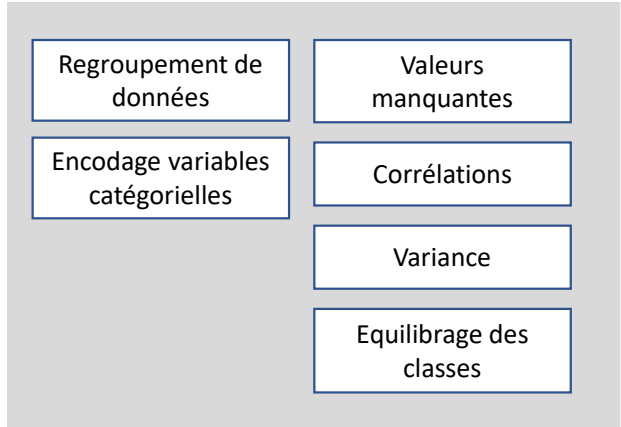 Regroupement de
données
Encodage variables
catégorielles
Valeurs
manquantes
Corrélations
Variance
Equilibrage des
classes